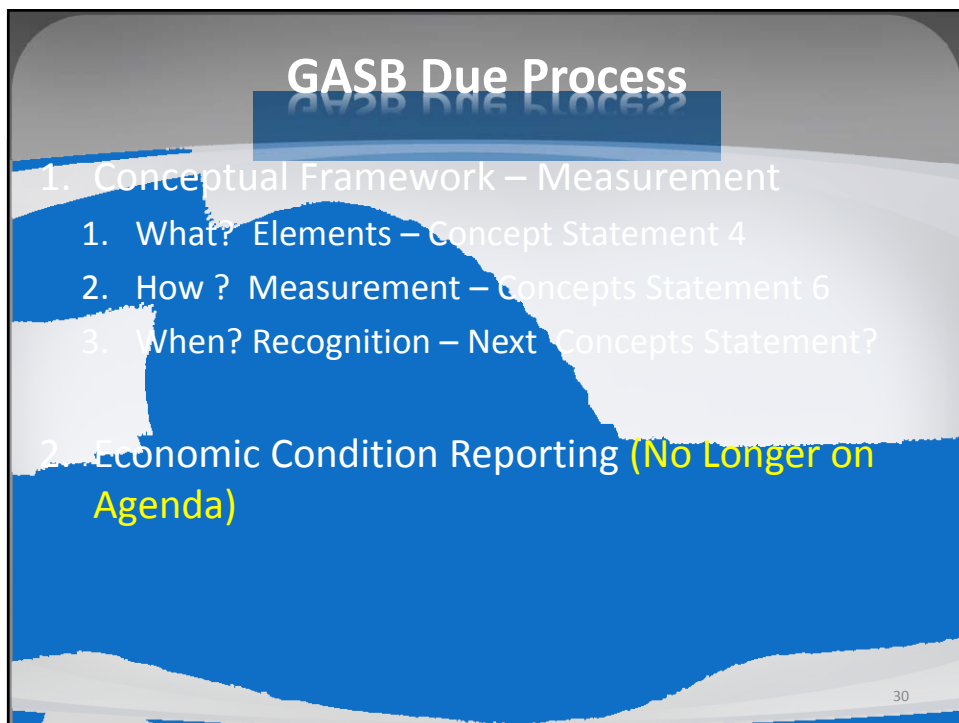 GASB Due Process
1. Conceptual Framework – Measurement
1. What? Elements – Concept Statement 4
2. How ? Measurement – Concepts Statement 6
3. When? Recognition – Next Concepts Statement?
2. Economic Condition Reporting (No Longer on
Agenda)
30